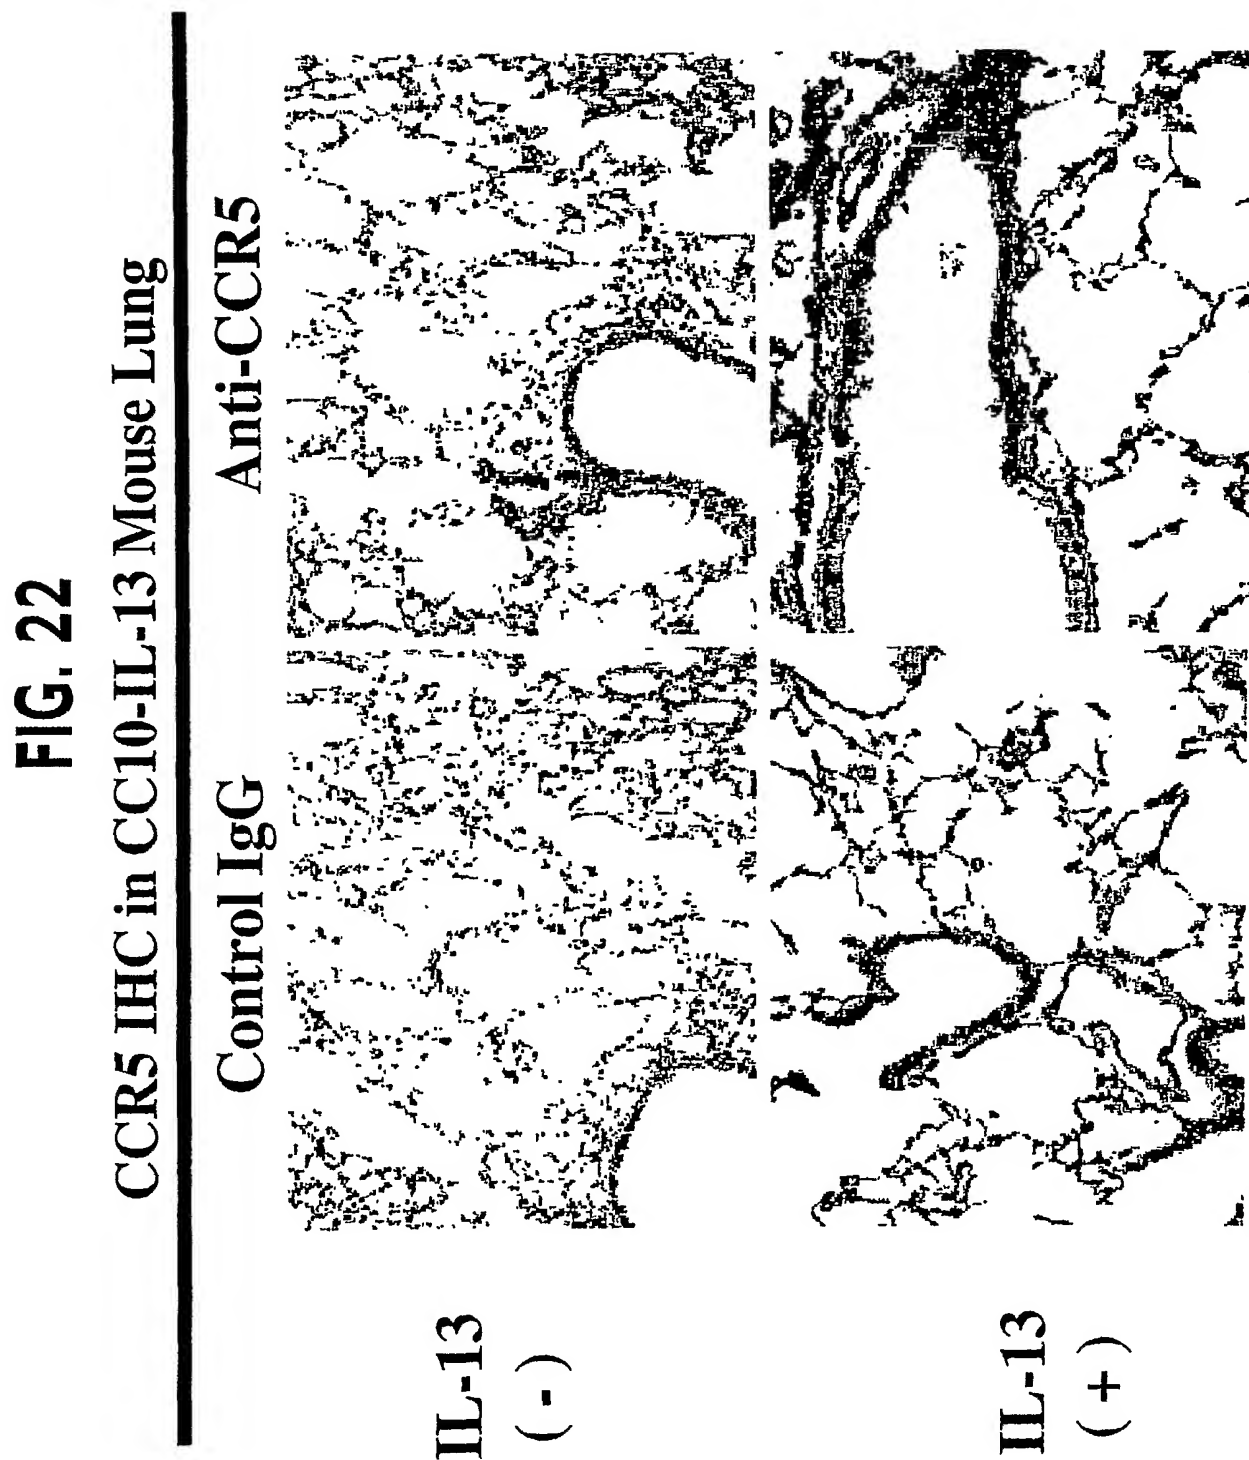 FIG. 22
CCR5 IHC in CC10-IL-13 Mouse Lung
Control IgG Anti-CCR5
IL-13
( - )
IL-13
( + )